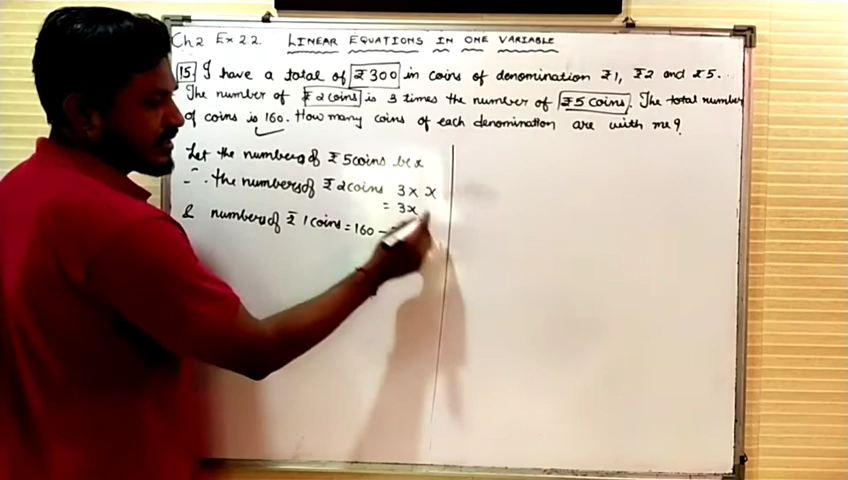 Ch 2 Ex 2.2. LINEAR EQUATIONS IN ONE VARIABLE
15. I have a total of ₹300 in coins of denomination ₹1, ₹2 and ₹5.
The number of ₹2 coins is 3 times the number of ₹5 coins. The total number
of coins is 160. How many coins of each denomination are with me?
Let the numbers of ₹5 coins be x
∴ the numbers of ₹2 coins 3 × x
= 3x
& numbers of ₹1 coins = 160 -